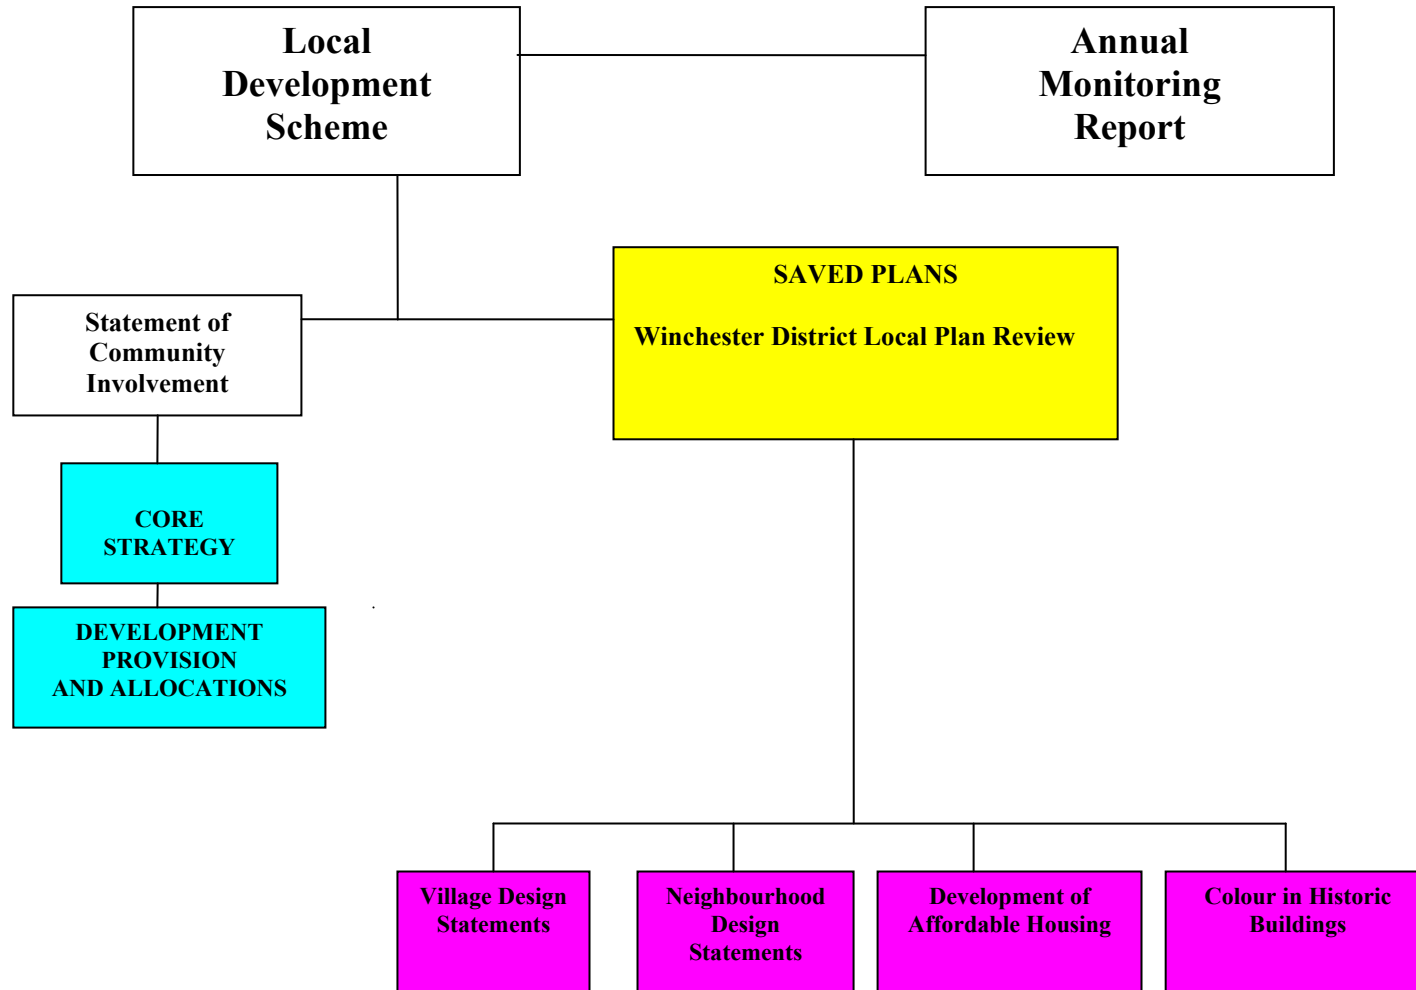 Local
Development
Scheme
Annual
Monitoring
Report
SAVED PLANS
Winchester District Local Plan Review
Statement of
Community
Involvement
CORE
STRATEGY
DEVELOPMENT
PROVISION
AND ALLOCATIONS
Village Design
Statements
Neighbourhood
Design
Statements
Development of
Affordable Housing
Colour in Historic
Buildings